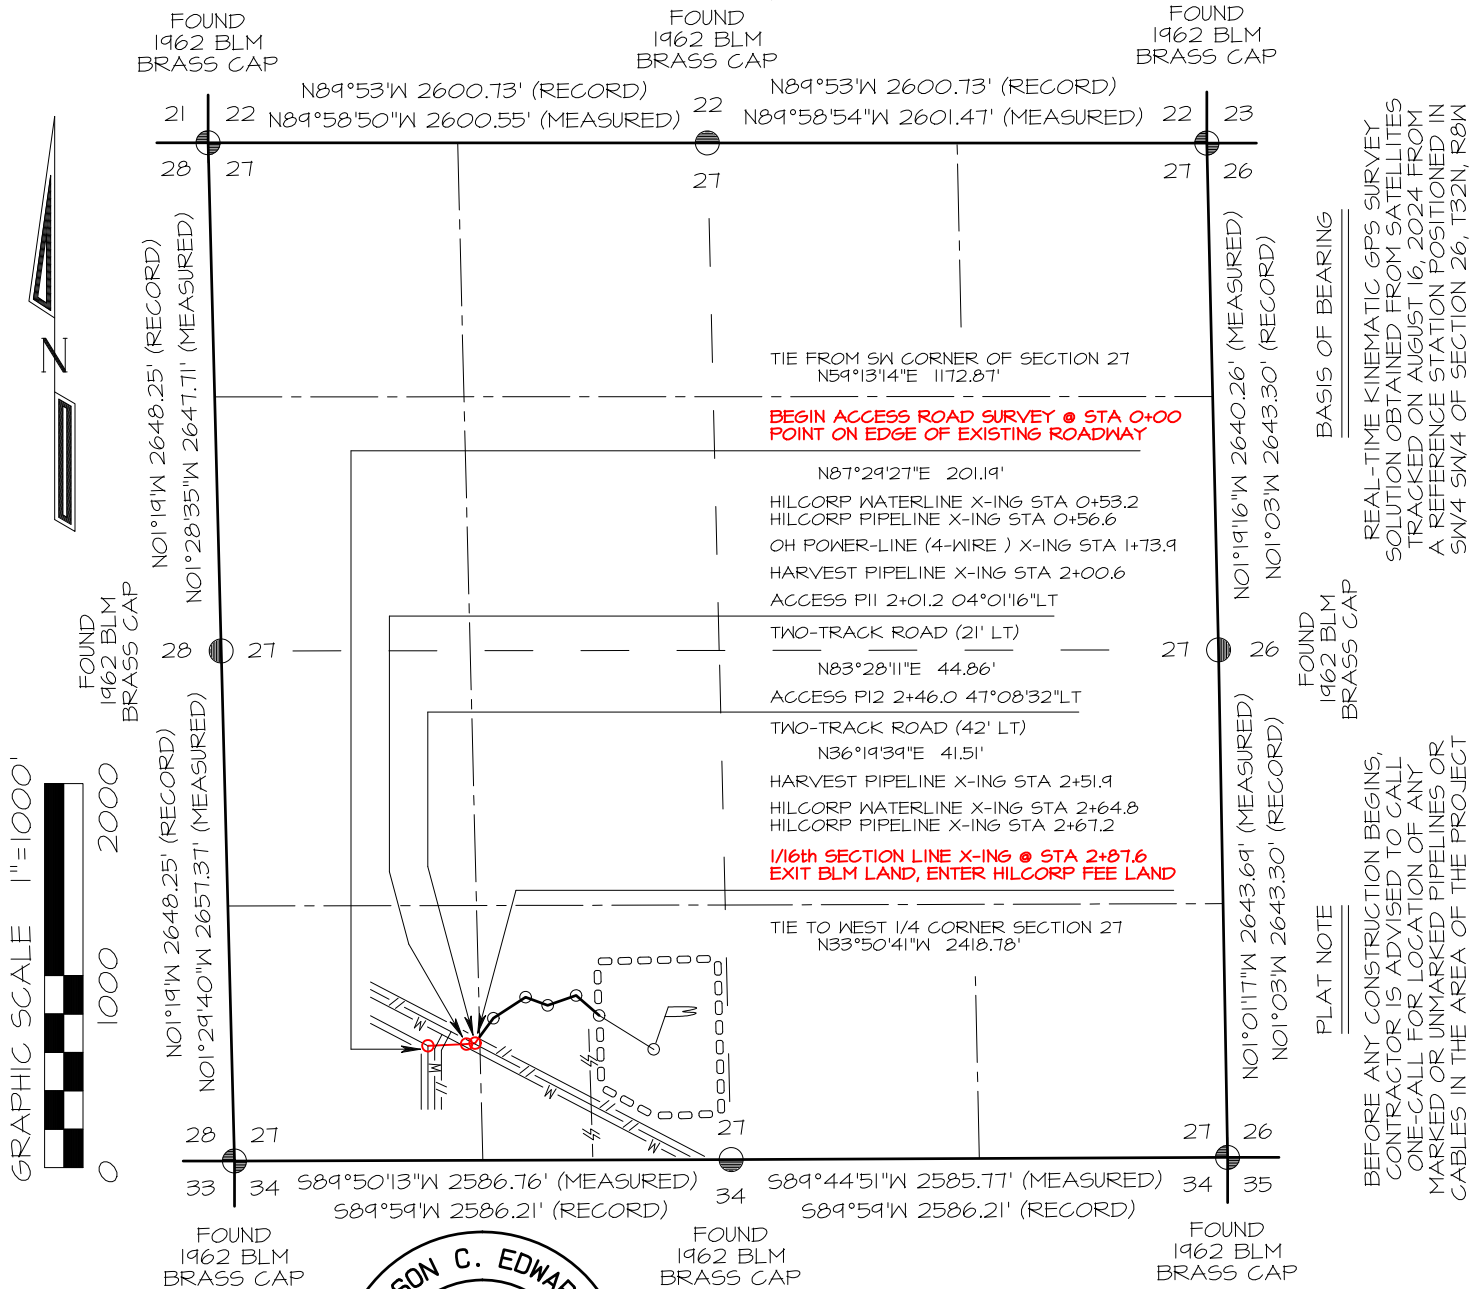 FOUND
1962 BLM
BRASS CAP
FOUND
1962 BLM
BRASS CAP
FOUND
1962 BLM
BRASS CAP
N89°53'W 2600.73' (RECORD)
N89°58'50"W 2600.55' (MEASURED)
N89°53'W 2600.73' (RECORD)
N89°58'54"W 2601.47' (MEASURED)
21 22
28 27
22
27
22 23
27 26
N
N01°19'W 2648.25' (RECORD)
N01°28'35"W 2647.71' (MEASURED)
N01°19'16"W 2640.26' (MEASURED)
N01°03'W 2643.30' (RECORD)
BASIS OF BEARING
REAL-TIME KINEMATIC GPS SURVEY
SOLUTION OBTAINED FROM SATELLITES
TRACKED ON AUGUST 16, 2024 FROM
A REFERENCE STATION POSITIONED IN
SW/4 SW/4 OF SECTION 26, T32N, R8W
TIE FROM SW CORNER OF SECTION 27
N59°13'14"E 1172.87'
BEGIN ACCESS ROAD SURVEY @ STA 0+00
POINT ON EDGE OF EXISTING ROADWAY
N87°29'27"E 201.19'
HILCORP WATERLINE X-ING STA 0+53.2
HILCORP PIPELINE X-ING STA 0+56.6
OH POWER-LINE (4-WIRE ) X-ING STA 1+73.9
HARVEST PIPELINE X-ING STA 2+00.6
ACCESS PI1 2+01.2 04°01'16"LT
TWO-TRACK ROAD (21' LT)
N83°28'11"E 44.86'
ACCESS PI2 2+46.0 47°08'32"LT
TWO-TRACK ROAD (42' LT)
N36°19'39"E 41.51'
HARVEST PIPELINE X-ING STA 2+51.9
HILCORP WATERLINE X-ING STA 2+64.8
HILCORP PIPELINE X-ING STA 2+67.2
1/16th SECTION LINE X-ING @ STA 2+87.6
EXIT BLM LAND, ENTER HILCORP FEE LAND
TIE TO WEST 1/4 CORNER SECTION 27
N33°50'41"W 2418.78'
FOUND
1962 BLM
BRASS CAP
28 27
27 26
FOUND
1962 BLM
BRASS CAP
GRAPHIC SCALE 1"=1000'
0 1000 2000
N01°19'W 2648.25' (RECORD)
N01°29'40"W 2657.37' (MEASURED)
N01°01'17"W 2643.69' (MEASURED)
N01°03'W 2643.30' (RECORD)
PLAT NOTE
BEFORE ANY CONSTRUCTION BEGINS,
CONTRACTOR IS ADVISED TO CALL
ONE-CALL FOR LOCATION OF ANY
MARKED OR UNMARKED PIPELINES OR
CABLES IN THE AREA OF THE PROJECT
W
W
W
W
28 27
33 34
27
34
27 26
34 35
S89°50'13"W 2586.76' (MEASURED)
S89°59'W 2586.21' (RECORD)
S89°44'51"W 2585.77' (MEASURED)
S89°59'W 2586.21' (RECORD)
FOUND
1962 BLM
BRASS CAP
FOUND
1962 BLM
BRASS CAP
FOUND
1962 BLM
BRASS CAP
SON C. EDWAR